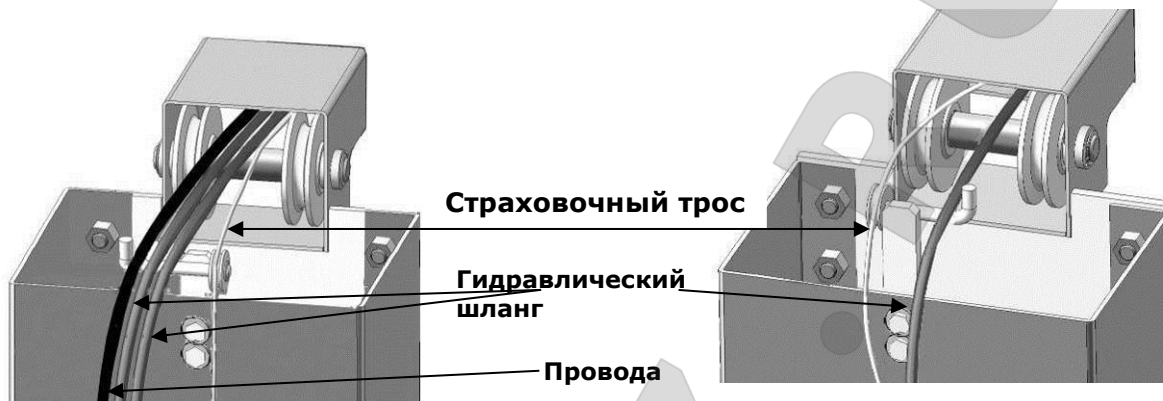 Страховочный трос
Гидравлический
шланг
Провода